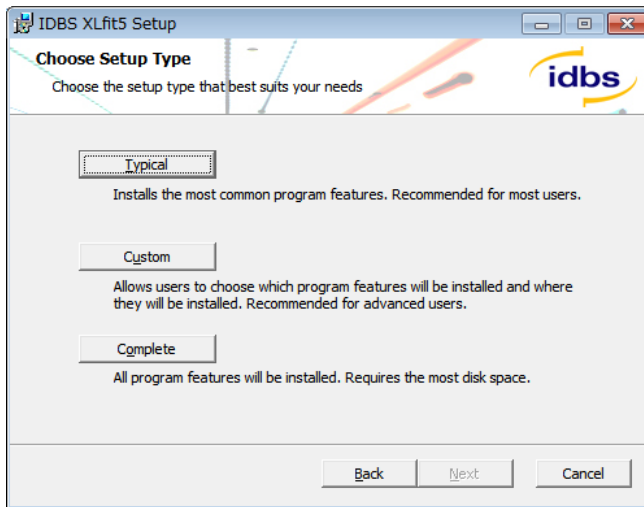 IDBS XLfit5 Setup
Choose Setup Type
Choose the setup type that best suits your needs
idbs
Typical
Installs the most common program features. Recommended for most users.
Custom
Allows users to choose which program features will be installed and where
they will be installed. Recommended for advanced users.
Complete
All program features will be installed. Requires the most disk space.
Back Next Cancel